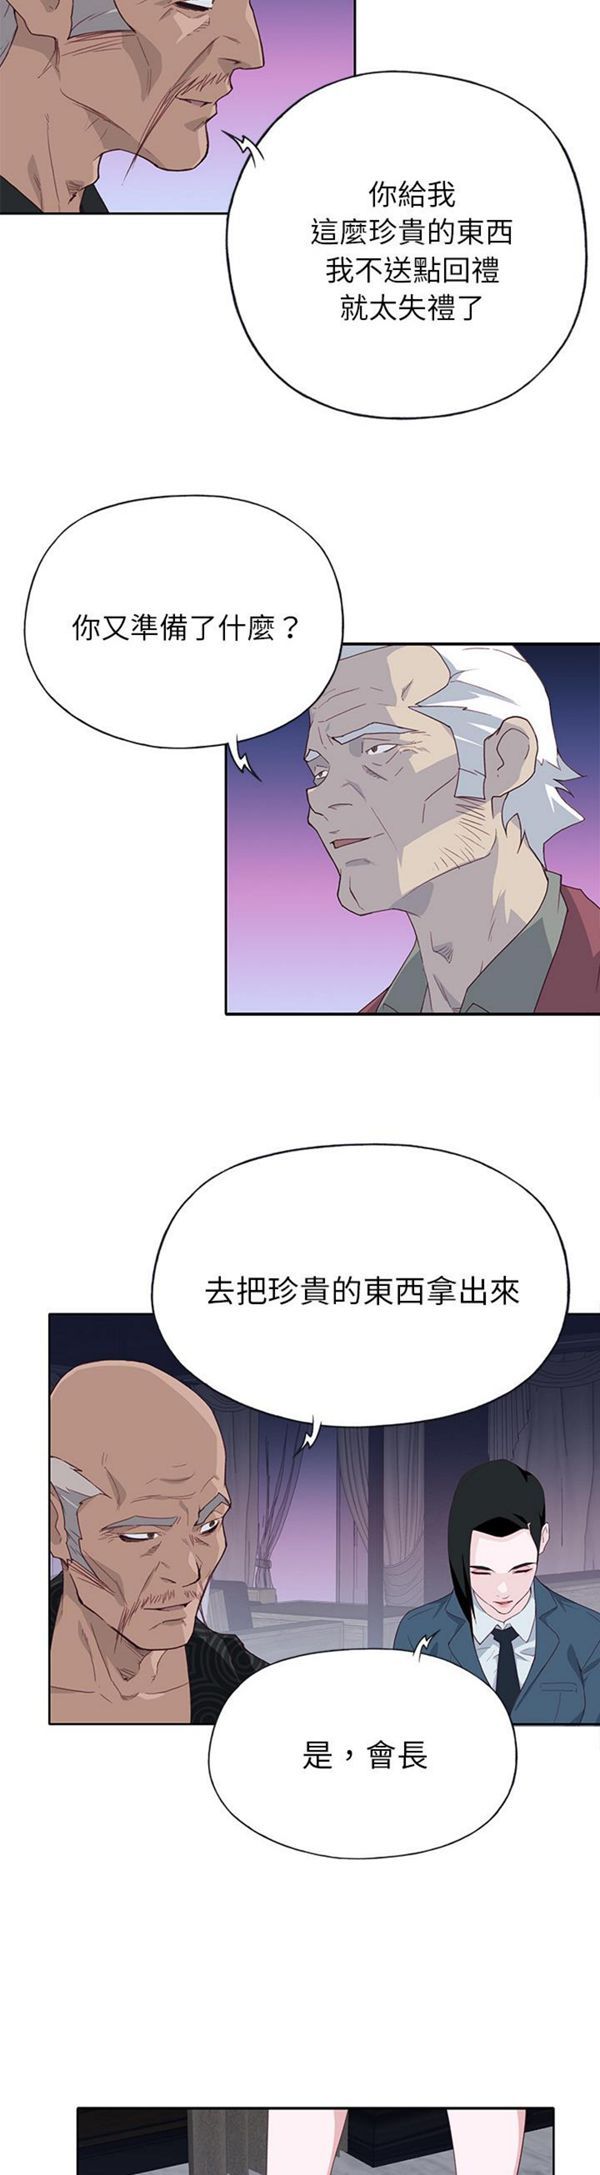 你給我
這麼珍貴的東西
我不送點回禮
就太失禮了
你又準備了什麼？
去把珍貴的東西拿出來
是，會長